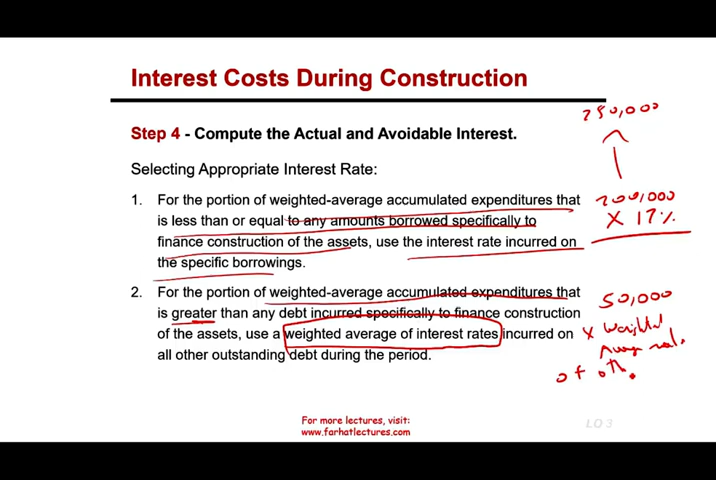 Interest Costs During Construction
250,000
Step 4 - Compute the Actual and Avoidable Interest.
Selecting Appropriate Interest Rate:
1. For the portion of weighted-average accumulated expenditures that
is less than or equal to any amounts borrowed specifically to
finance construction of the assets, use the interest rate incurred on
the specific borrowings.
200,000
X 17%
2. For the portion of weighted-average accumulated expenditures that
is greater than any debt incurred specifically to finance construction
of the assets, use a weighted average of interest rates incurred on
all other outstanding debt during the period.
50,000
X weighted
of oth
For more lectures, visit:
www.farhatlectures.com
LO 3